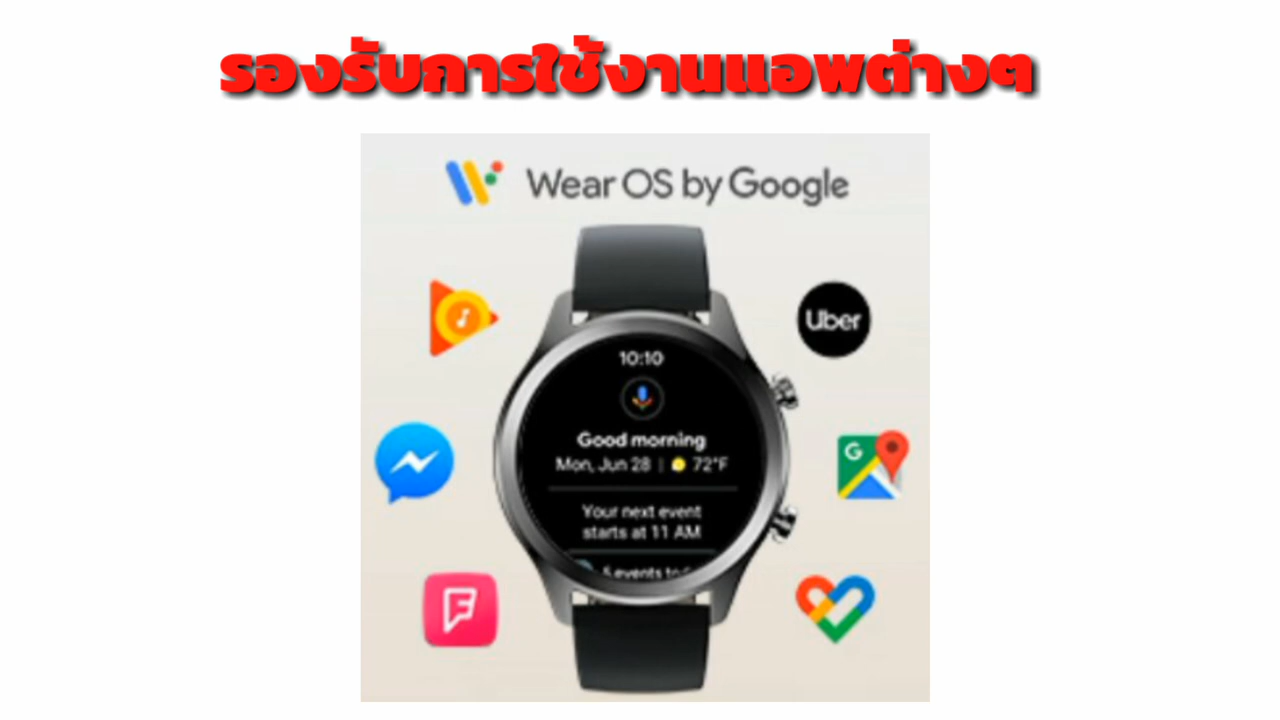 รองรับการใช้งานแอพต่างๆ
Wear OS by Google
Uber
10:10
Good morning
Mon, Jun 28 | 72°F
G
Your next event
starts at 11 AM
5 events